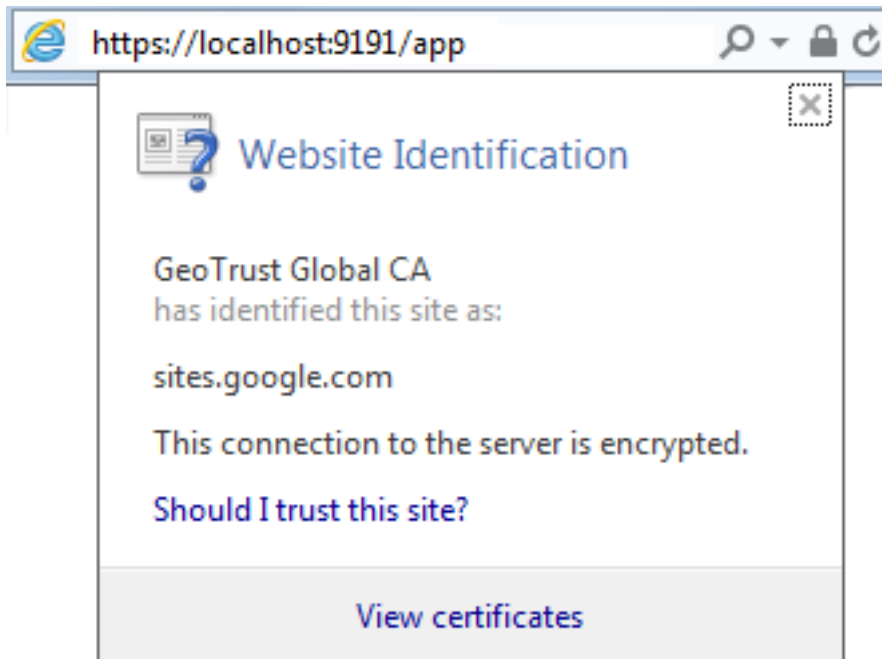 https://localhost:9191/app
Website Identification
GeoTrust Global CA
has identified this site as:
sites.google.com
This connection to the server is encrypted.
Should I trust this site?
View certificates